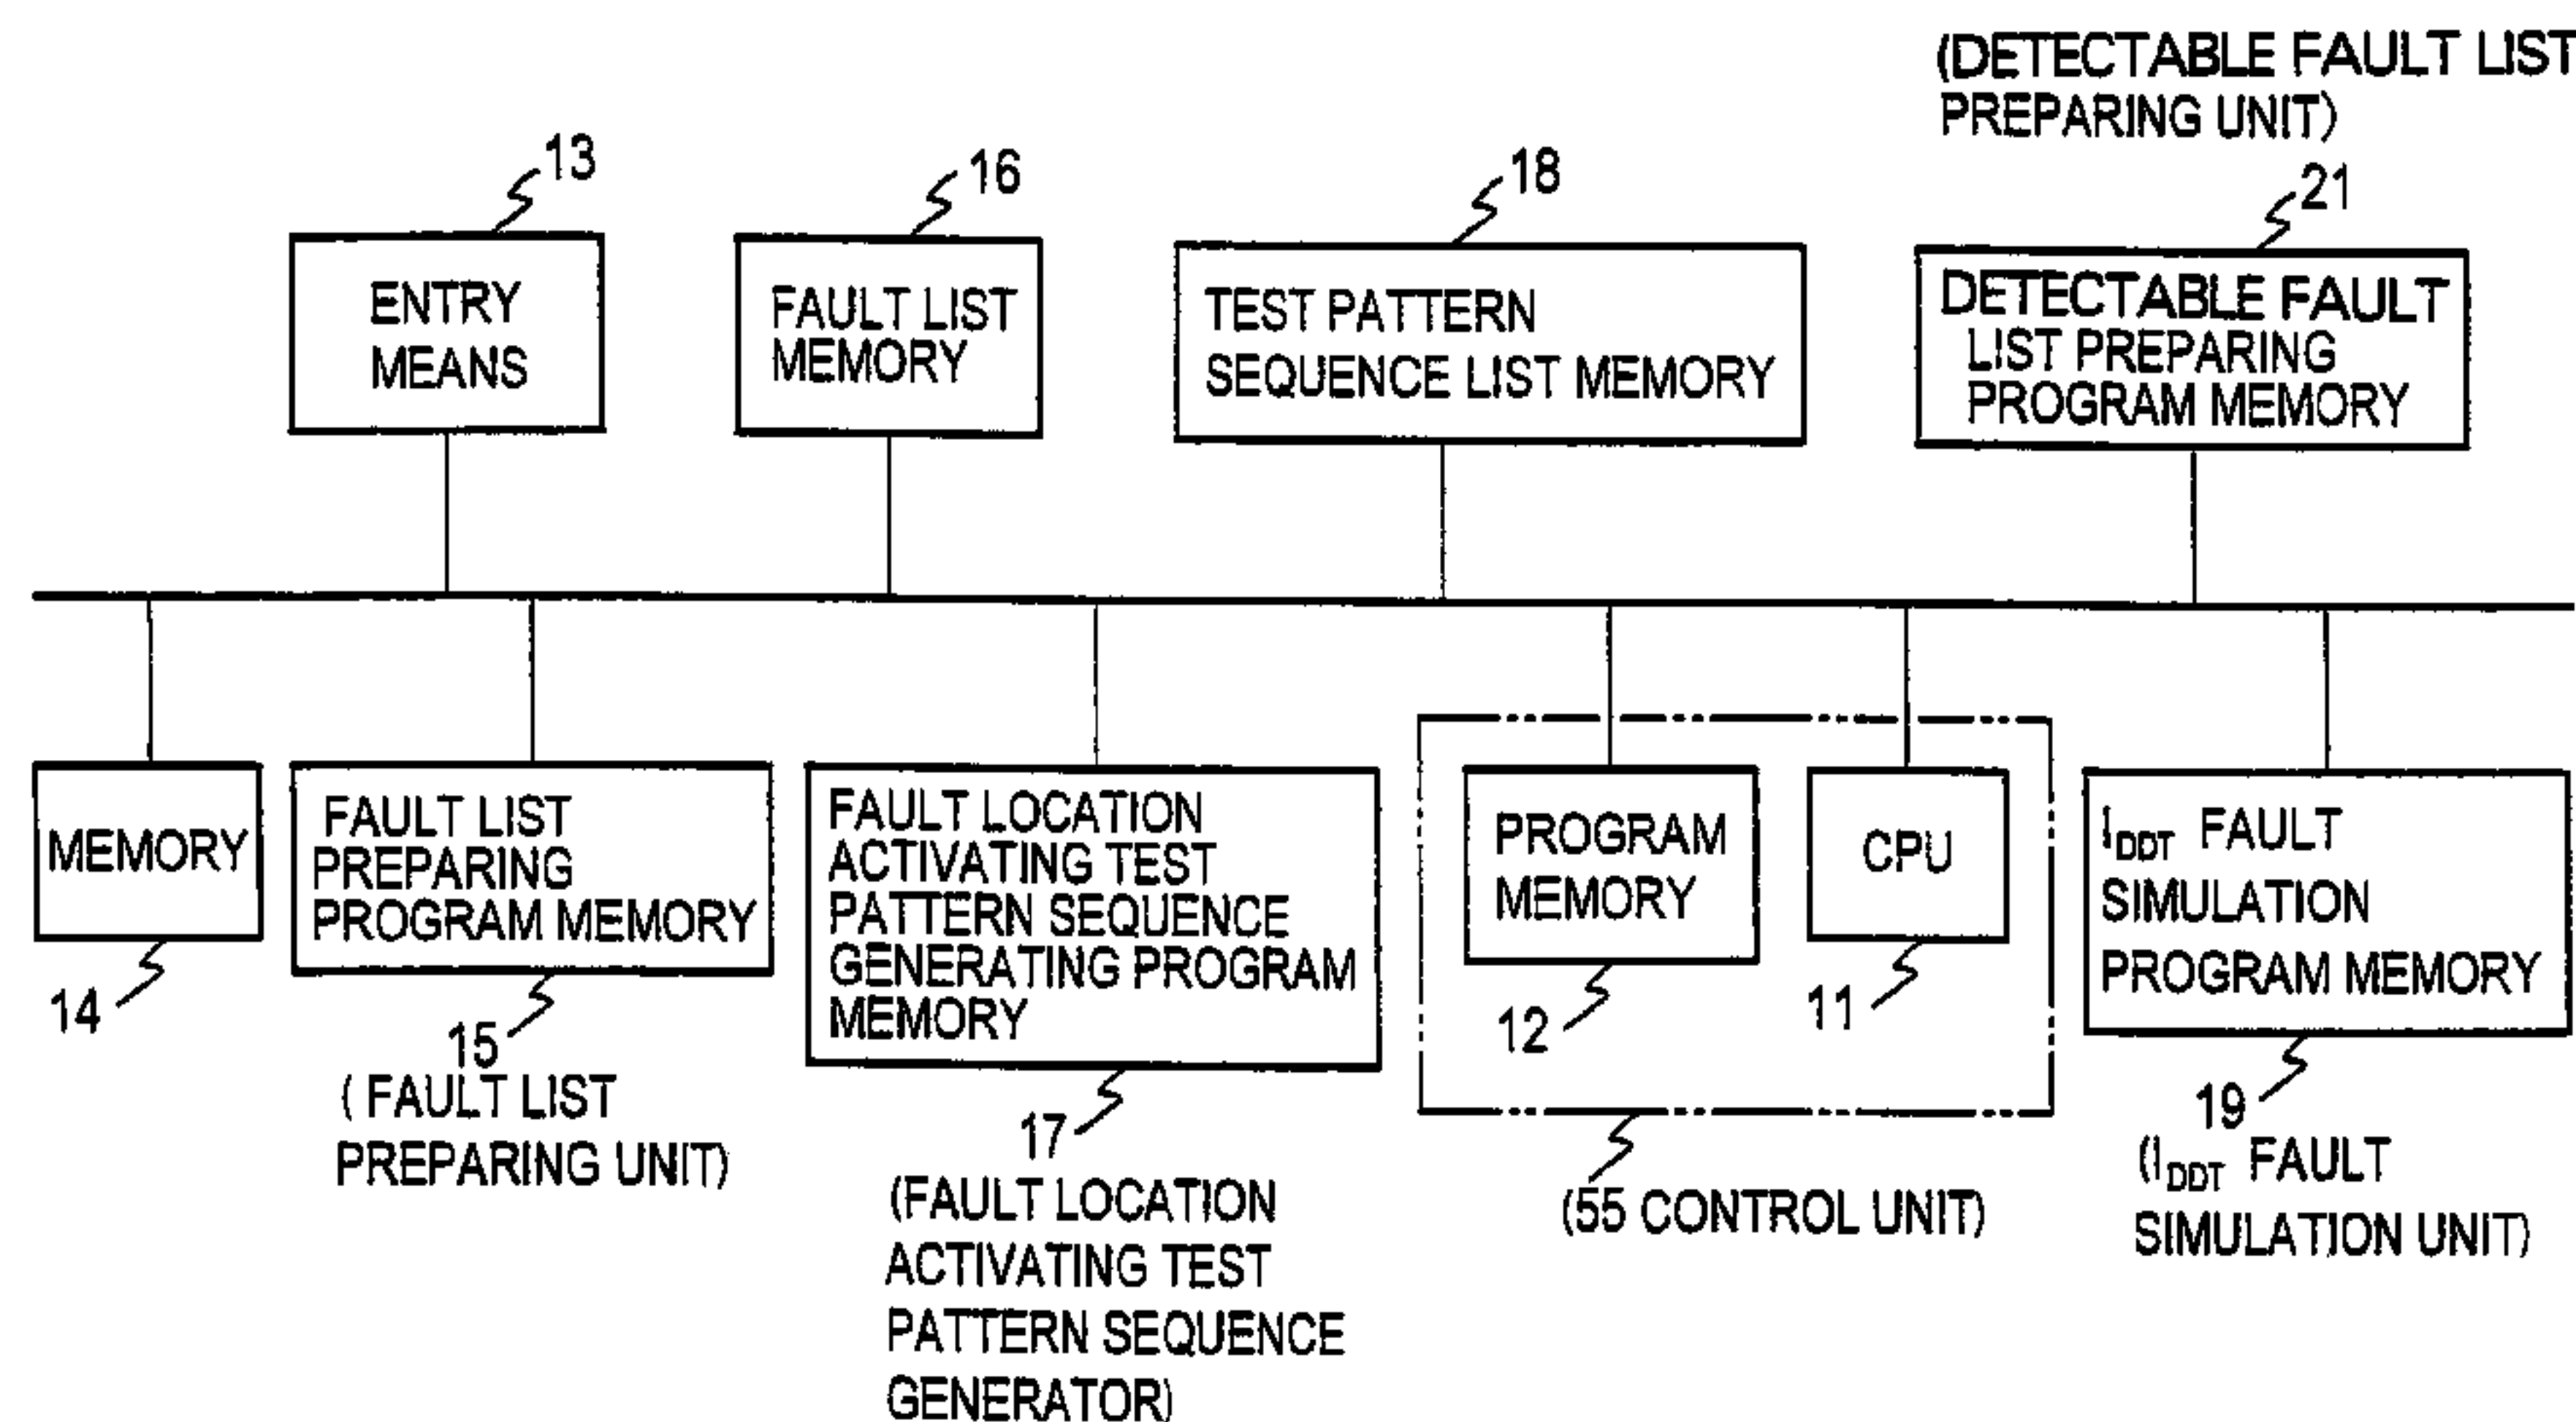 (DETECTABLE FAULT LIST
PREPARING UNIT)
13
16
18
21
ENTRY
MEANS
FAULT LIST
MEMORY
TEST PATTERN
SEQUENCE LIST MEMORY
DETECTABLE FAULT
LIST PREPARING
PROGRAM MEMORY
MEMORY
14
FAULT LIST
PREPARING
PROGRAM MEMORY
15
( FAULT LIST
PREPARING UNIT)
FAULT LOCATION
ACTIVATING TEST
PATTERN SEQUENCE
GENERATING PROGRAM
MEMORY
17
(FAULT LOCATION
ACTIVATING TEST
PATTERN SEQUENCE
GENERATOR)
PROGRAM
MEMORY
12
CPU
11
(55 CONTROL UNIT)
IDDT FAULT
SIMULATION
PROGRAM MEMORY
19
(IDDT FAULT
SIMULATION UNIT)